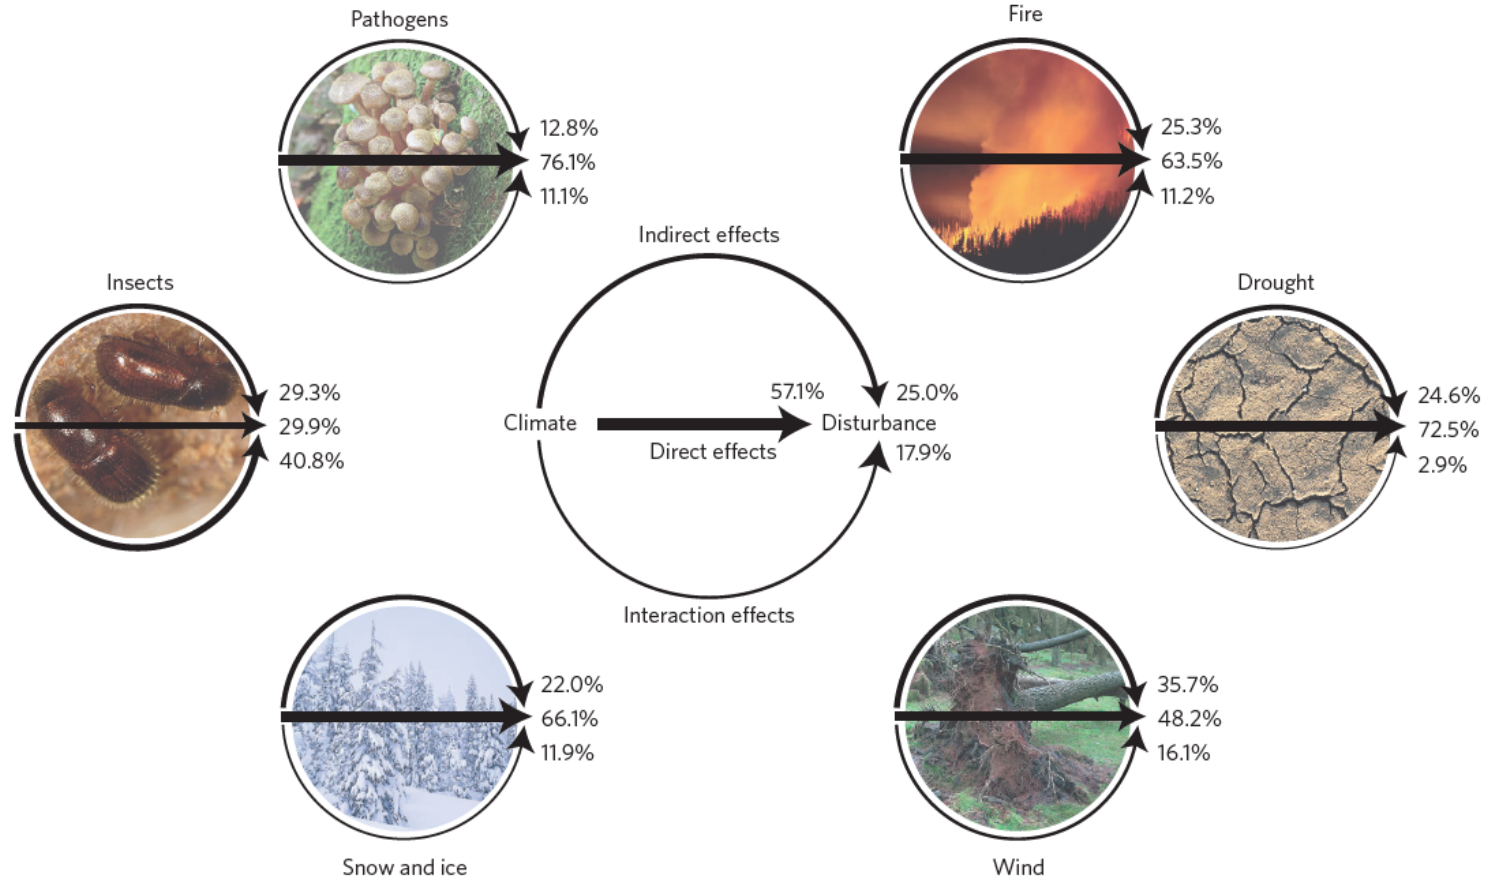 Pathogens
12.8%
76.1%
11.1%
Fire
25.3%
63.5%
11.2%
Insects
29.3%
29.9%
40.8%
Indirect effects
Climate
57.1%
25.0%
Disturbance
Direct effects
17.9%
Interaction effects
Drought
24.6%
72.5%
2.9%
22.0%
66.1%
11.9%
Snow and ice
35.7%
48.2%
16.1%
Wind